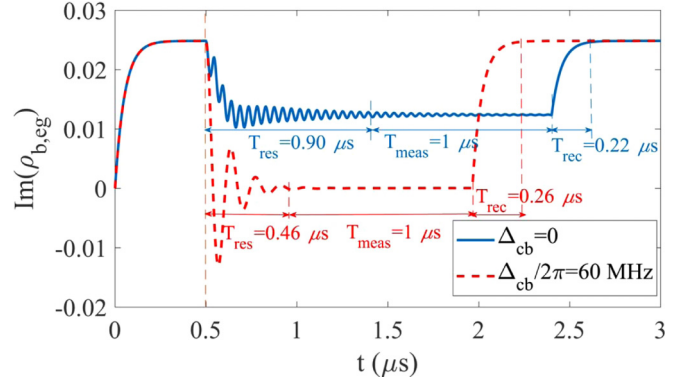 0.03
0.02
0.01
0
-0.01
-0.02
Im(ρb,eg)
Tres=0.90 μs
Tmeas=1 μs
Trec=0.22 μs
Trec=0.26 μs
Tres=0.46 μs
Tmeas=1 μs
Δcb=0
Δcb/2π=60 MHz
0 0.5 1 1.5 2 2.5 3
t (μs)